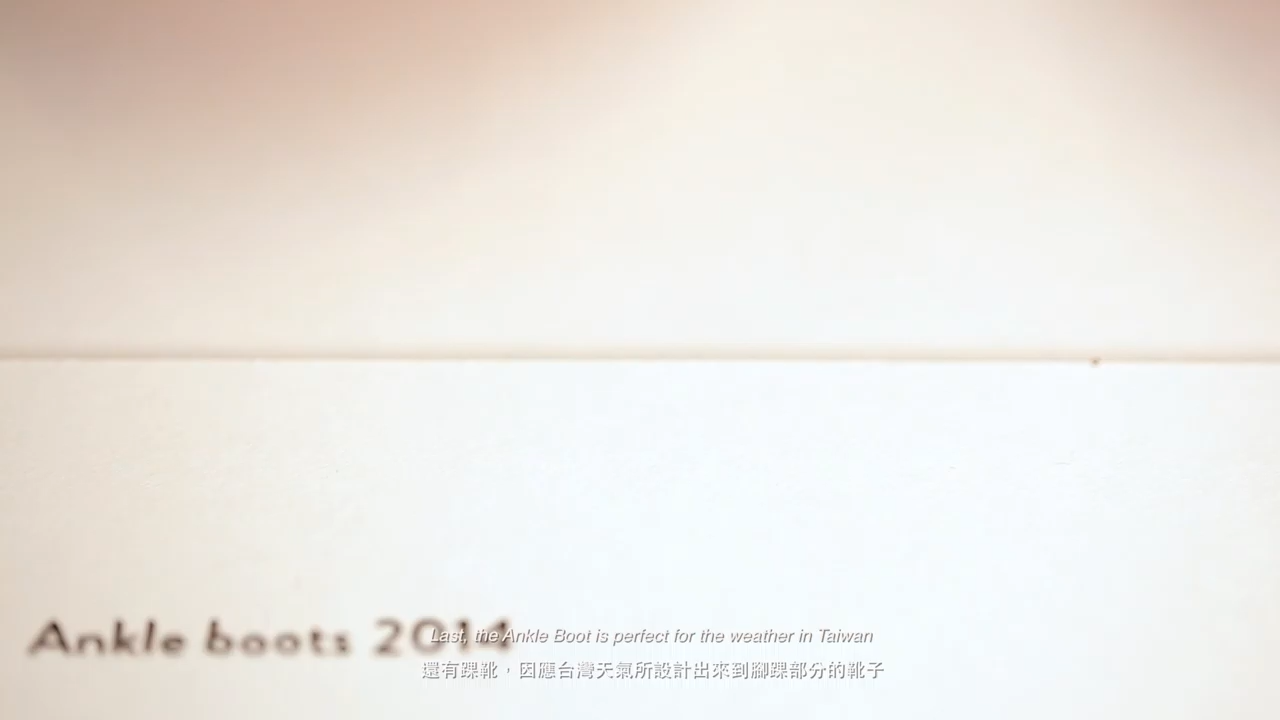 Ankle boots 2014
Last, the Ankle Boot is perfect for the weather in Taiwan
還有踝靴，因應台灣天氣所設計出來到腳踝部分的靴子